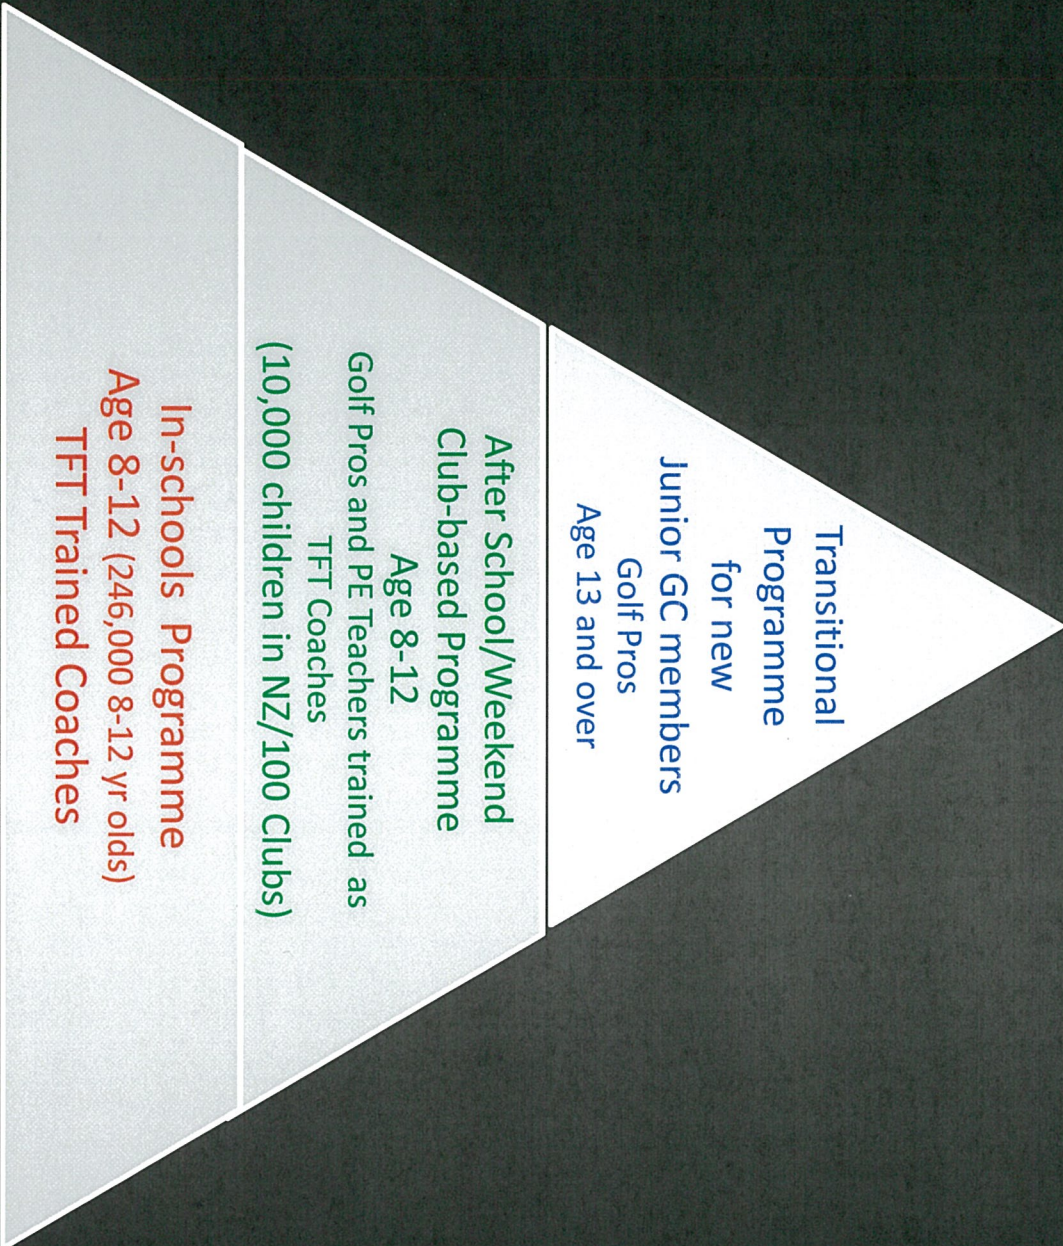 Transitional
Programme
for new
Junior GC members
Golf Pros
Age 13 and over
After School/Weekend
Club-based Programme
Age 8-12
Golf Pros and PE Teachers trained as
TFT Coaches
(10,000 children in NZ/100 Clubs)
In-schools Programme
Age 8-12 (246,000 8-12 yr olds)
TFT Trained Coaches